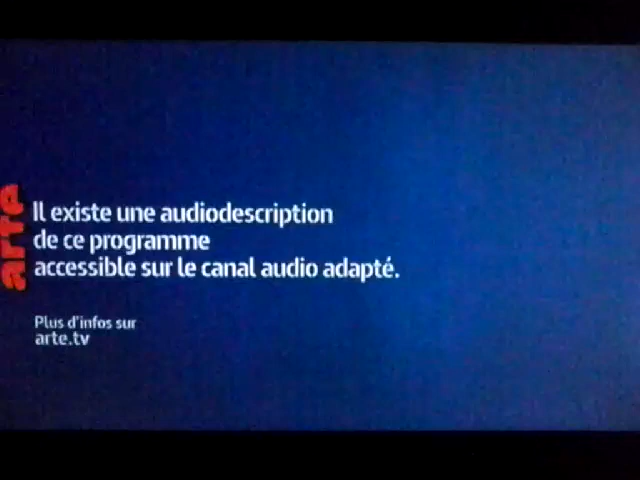 arte
Il existe une audiodescription
de ce programme
accessible sur le canal audio adapté.
Plus d'infos sur
arte.tv